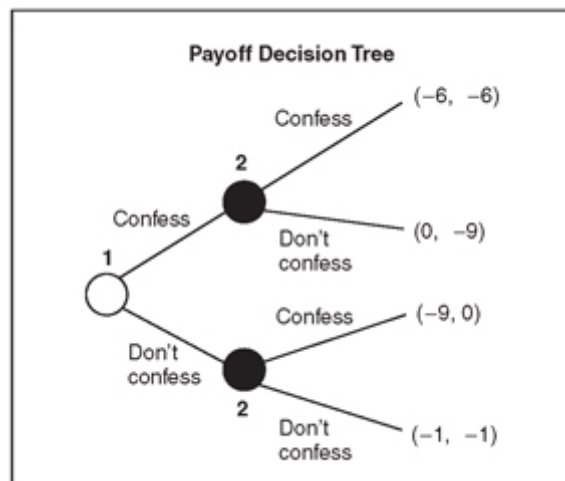 Payoff Decision Tree
(−6, −6)
Confess
2
Confess
Don't
confess
(0, −9)
1
Confess
(−9, 0)
Don't
confess
2
Don't
confess
(−1, −1)